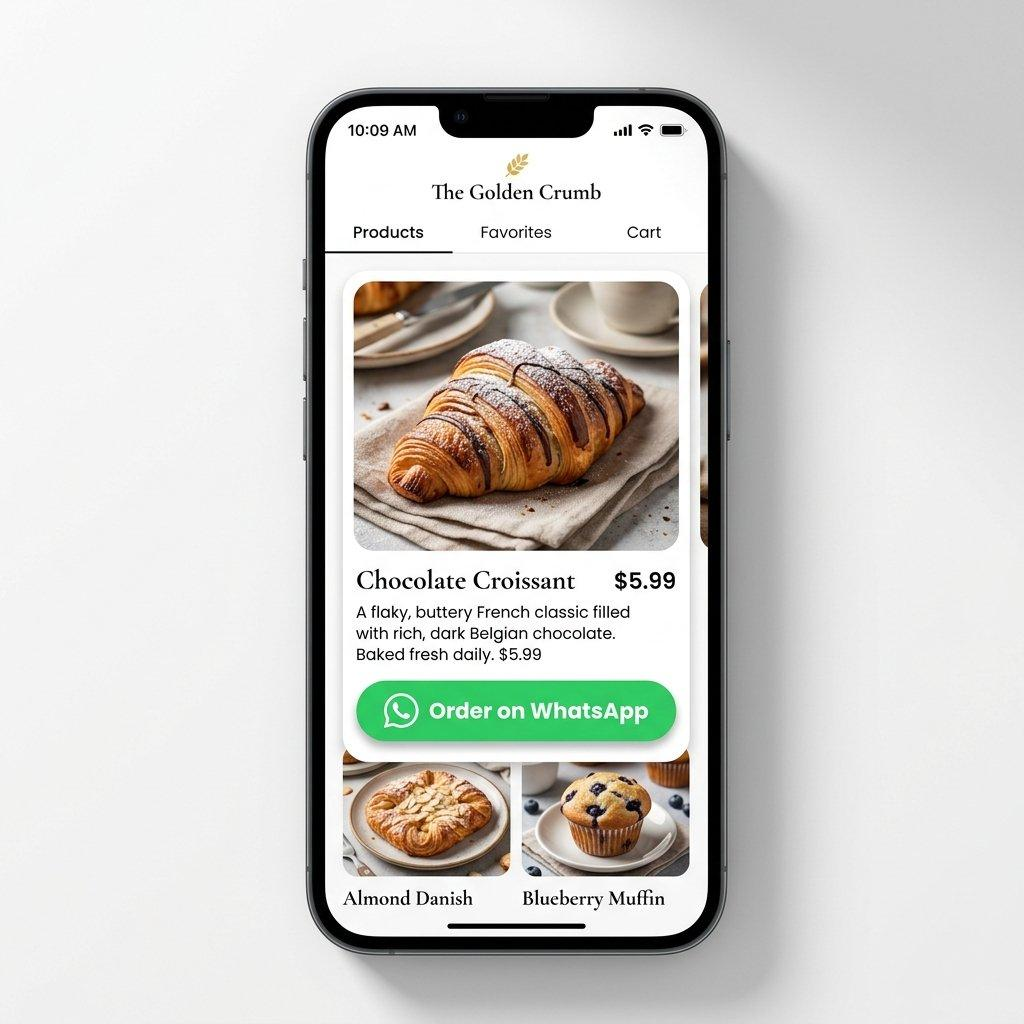 10:09 AM
The Golden Crumb
Products Favorites Cart
Chocolate Croissant $5.99
A flaky, buttery French classic filled
with rich, dark Belgian chocolate.
Baked fresh daily. $5.99
Order on WhatsApp
Almond Danish Blueberry Muffin